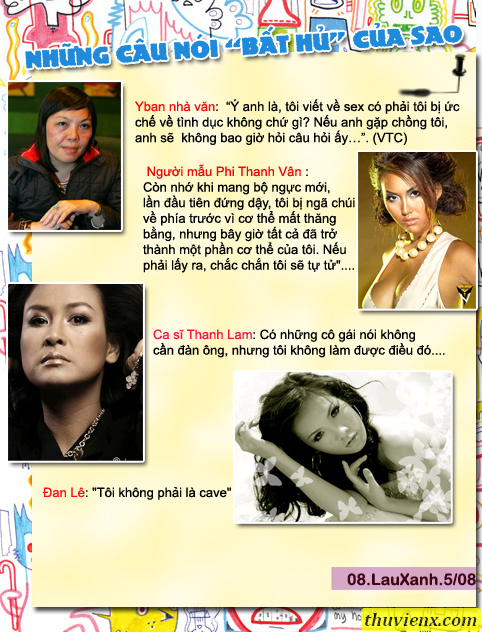 NHỮNG CÂU NÓI "BẤT HỦ" CỦA SAO
Yban nhà văn: “Ý anh là, tôi viết về sex có phải tôi bị ức
chế về tình dục không chứ gì? Nếu anh gặp chồng tôi,
anh sẽ không bao giờ hỏi câu hỏi ấy…”. (VTC)
Người mẫu Phi Thanh Vân :
Còn nhớ khi mang bộ ngực mới,
lần đầu tiên đứng dậy, tôi bị ngã chúi
về phía trước vì cơ thể mất thăng
bằng, nhưng bây giờ tất cả đã trở
thành một phần cơ thể của tôi. Nếu
phải lấy ra, chắc chắn tôi sẽ tự tử"....
Ca sĩ Thanh Lam: Có những cô gái nói không
cần đàn ông, nhưng tôi không làm được điều đó....
Đan Lê: "Tôi không phải là cave"
08.LauXanh.5/08
thuvienx.com